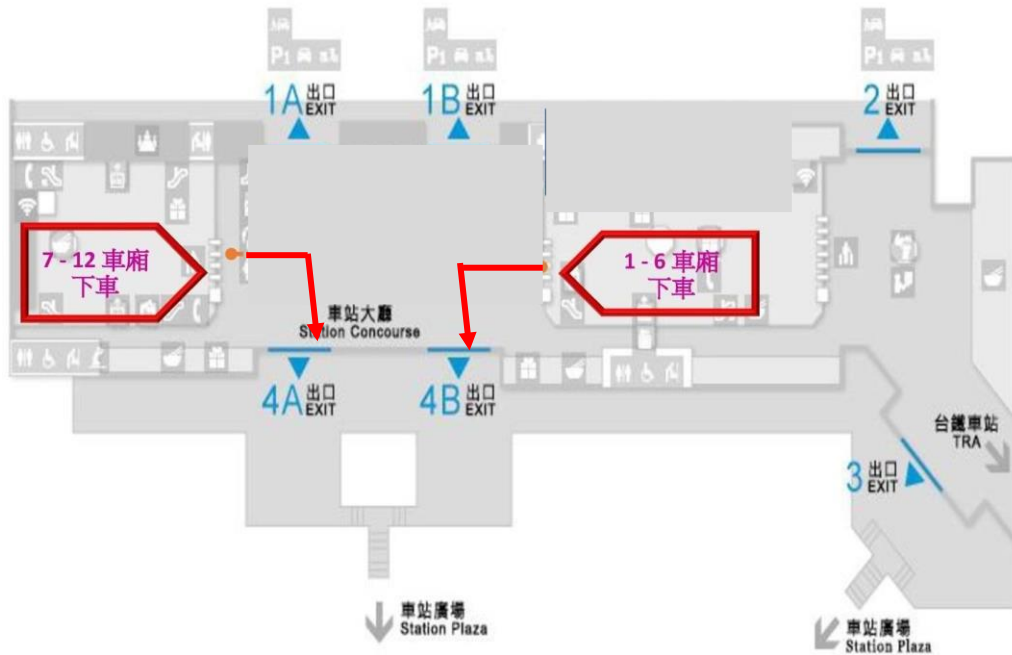 P1
P1
P1
1A 出口 EXIT
1B 出口 EXIT
2 出口 EXIT
7 - 12 車廂
下車
1 - 6 車廂
下車
車站大廳
Station Concourse
4A 出口 EXIT
4B 出口 EXIT
台鐵車站
TRA
3 出口 EXIT
車站廣場
Station Plaza
車站廣場
Station Plaza